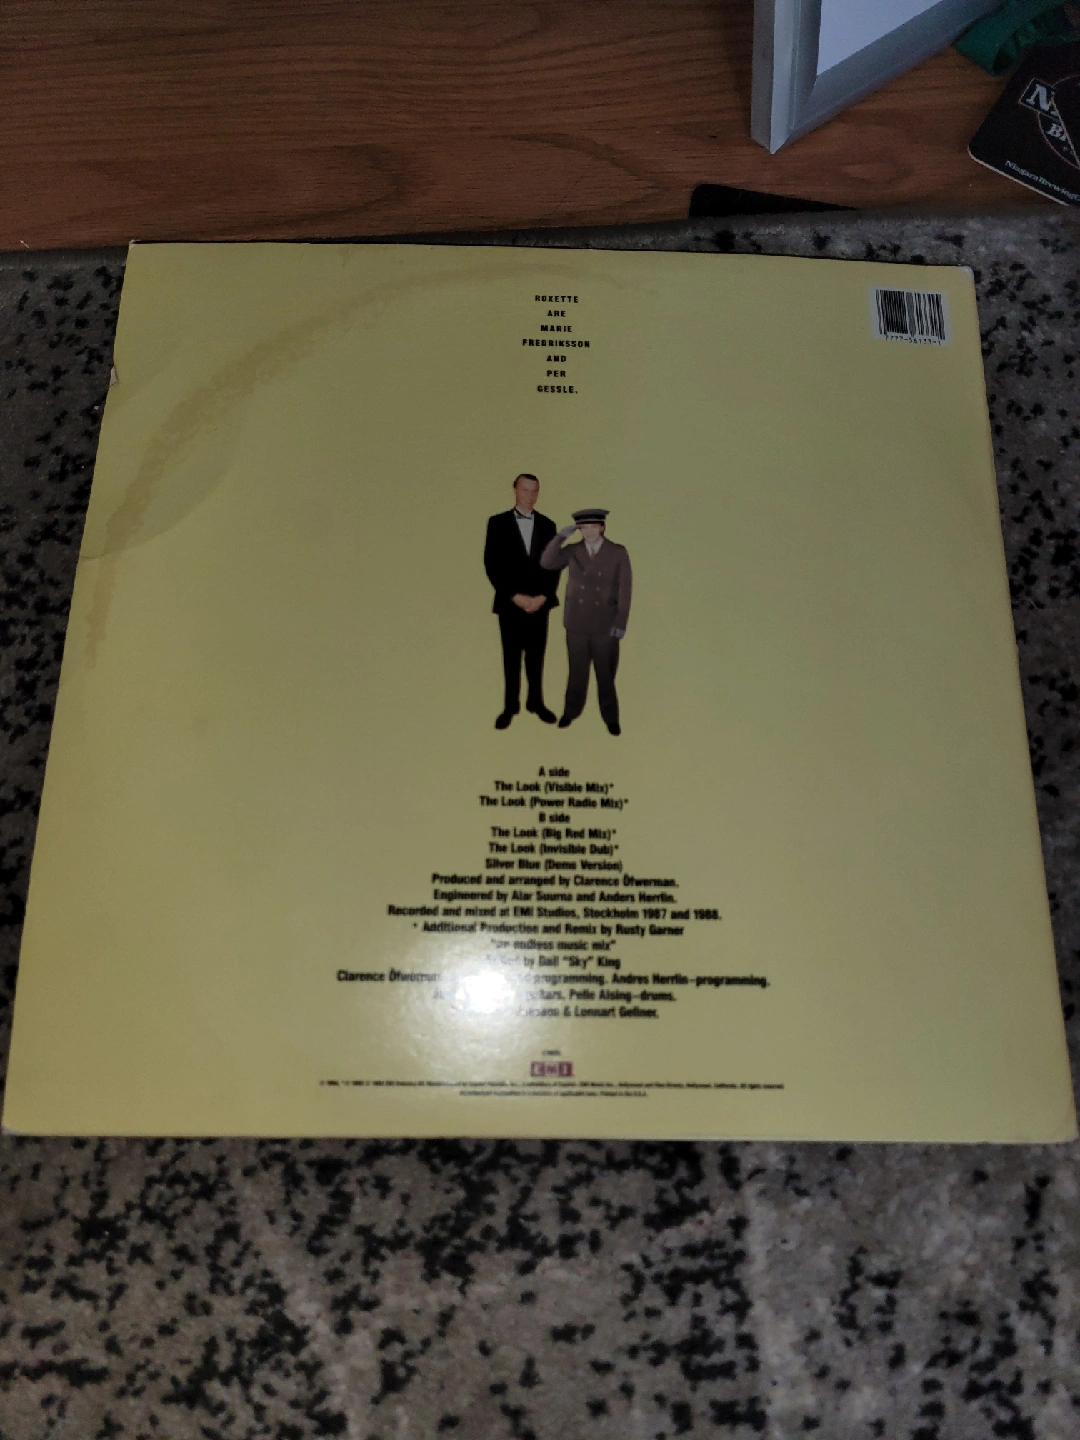 ROXETTE
ARE
MARIE
FREDRIKSSON
AND
PER
GESSLE.
A side
The Look (Visible Mix)*
The Look (Power Radio Mix)*
B side
The Look (Big Red Mix)*
The Look (Invisible Dub)*
Silver Blue (Demo Version)
Produced and arranged by Clarence Öfwerman.
Engineered by Alar Suurna and Anders Herrlin.
Recorded and mixed at EMI Studios, Stockholm 1987 and 1988.
* Additional Production and Remix by Rusty Garner
"an endless music mix"
by Dail "Sky" King
Clarence Öfwerman programming. Andres Herrlin–programming.
Pelle Alsing–drums.
& Lennart Gellner.
EMI